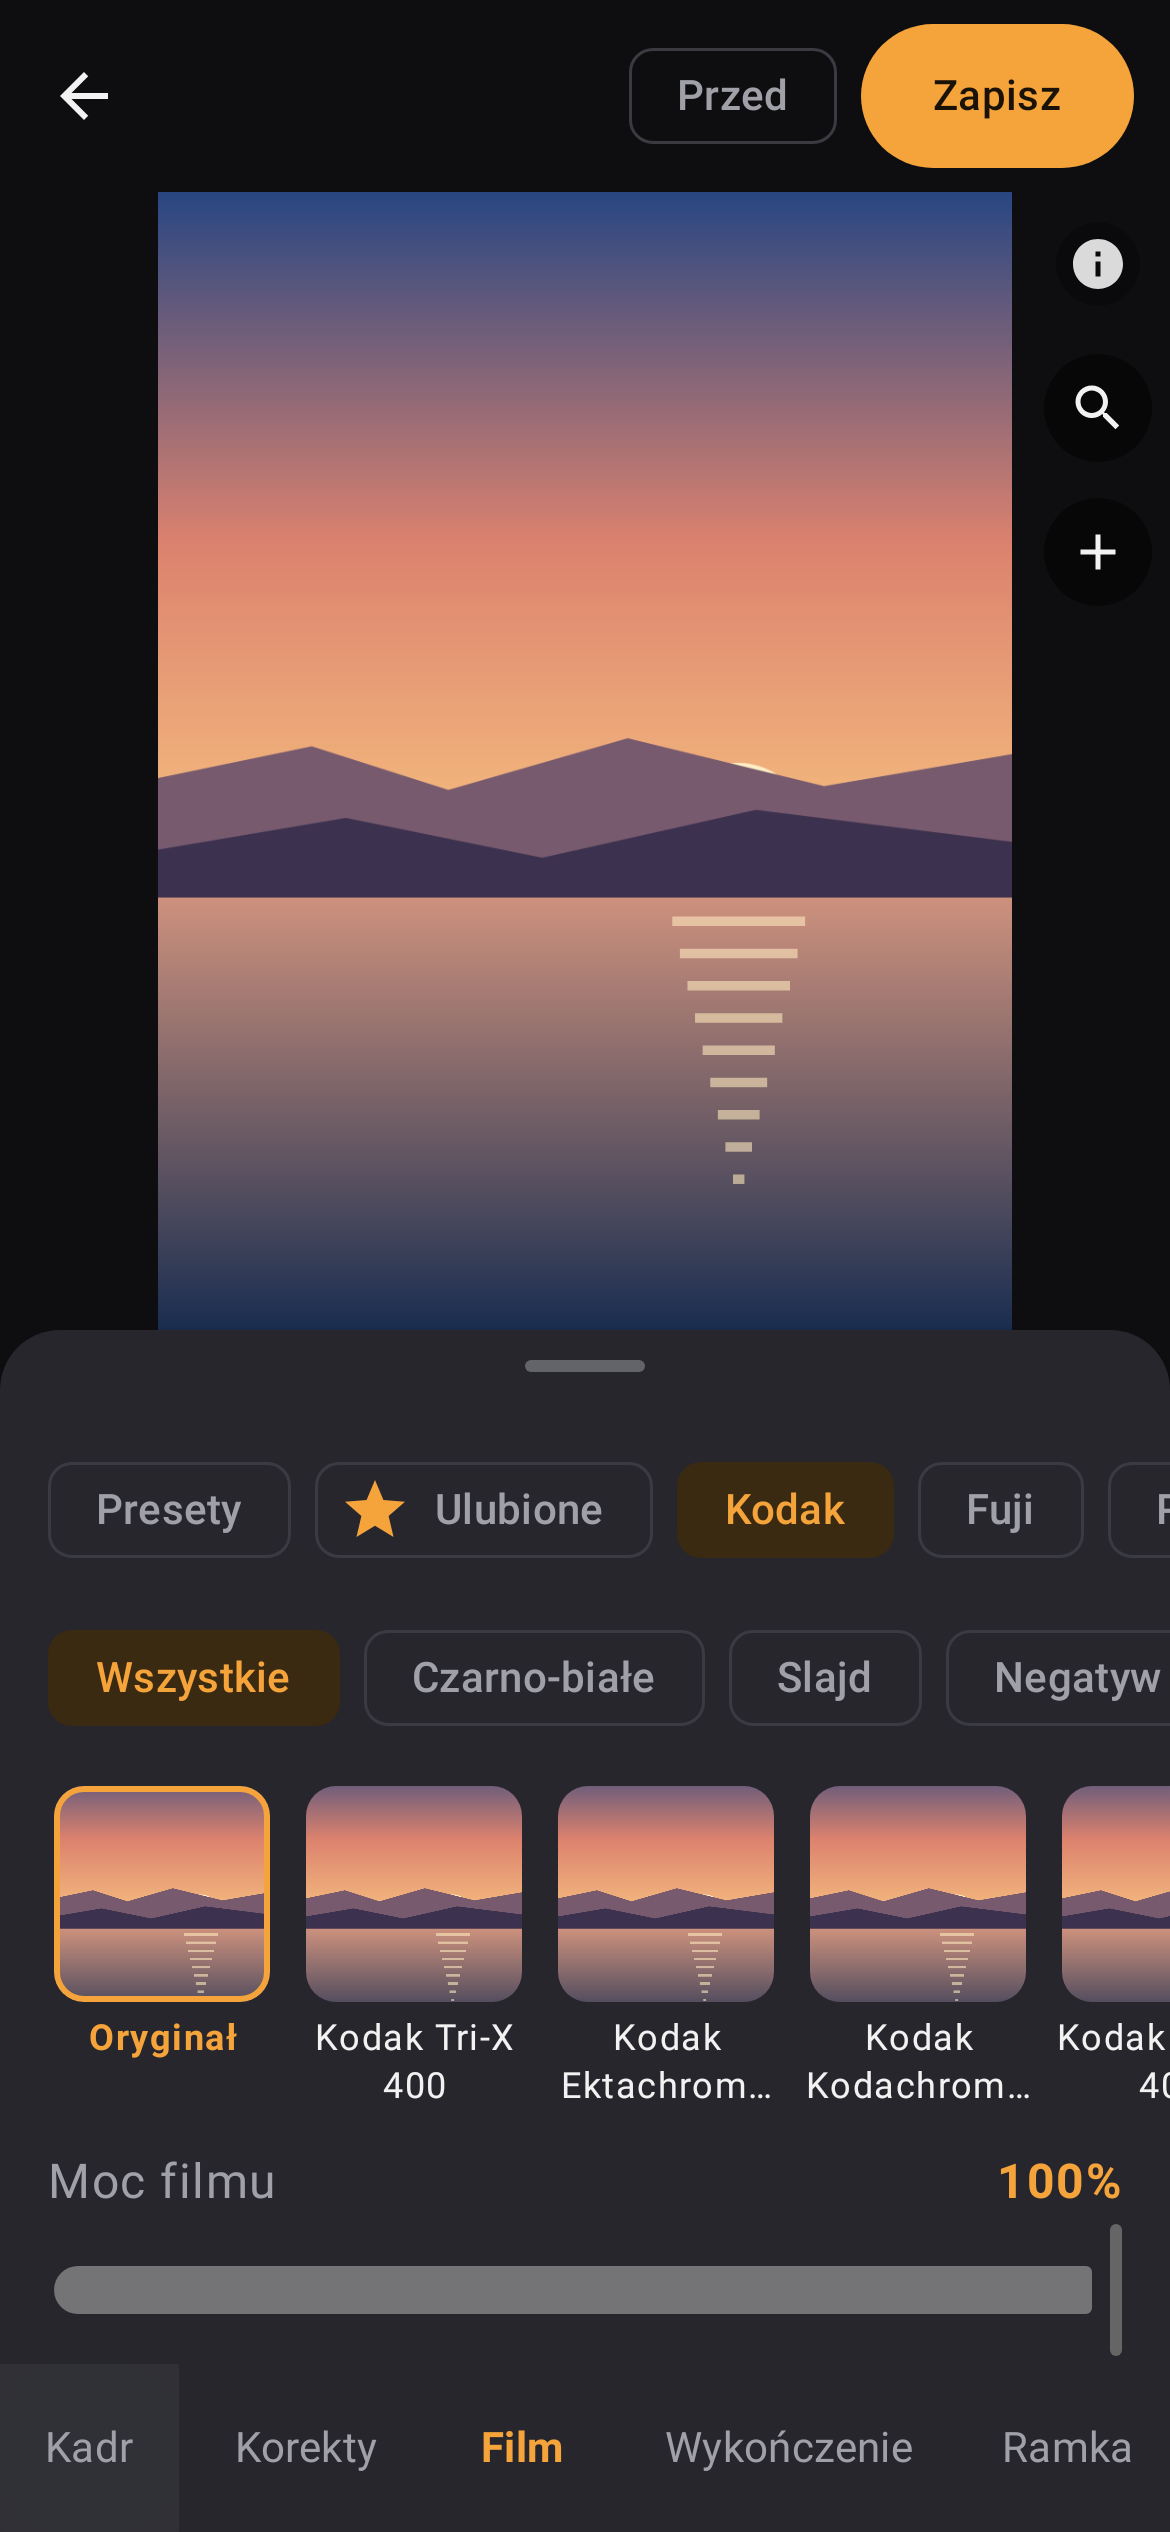 Przed
Zapisz
Presety
Ulubione
Kodak
Fuji
Wszystkie
Czarno-białe
Slajd
Negatyw
Oryginał
Kodak Tri-X
400
Kodak
Ektachrom…
Kodak
Kodachrom…
Kodak
Moc filmu
100%
Kadr
Korekty
Film
Wykończenie
Ramka